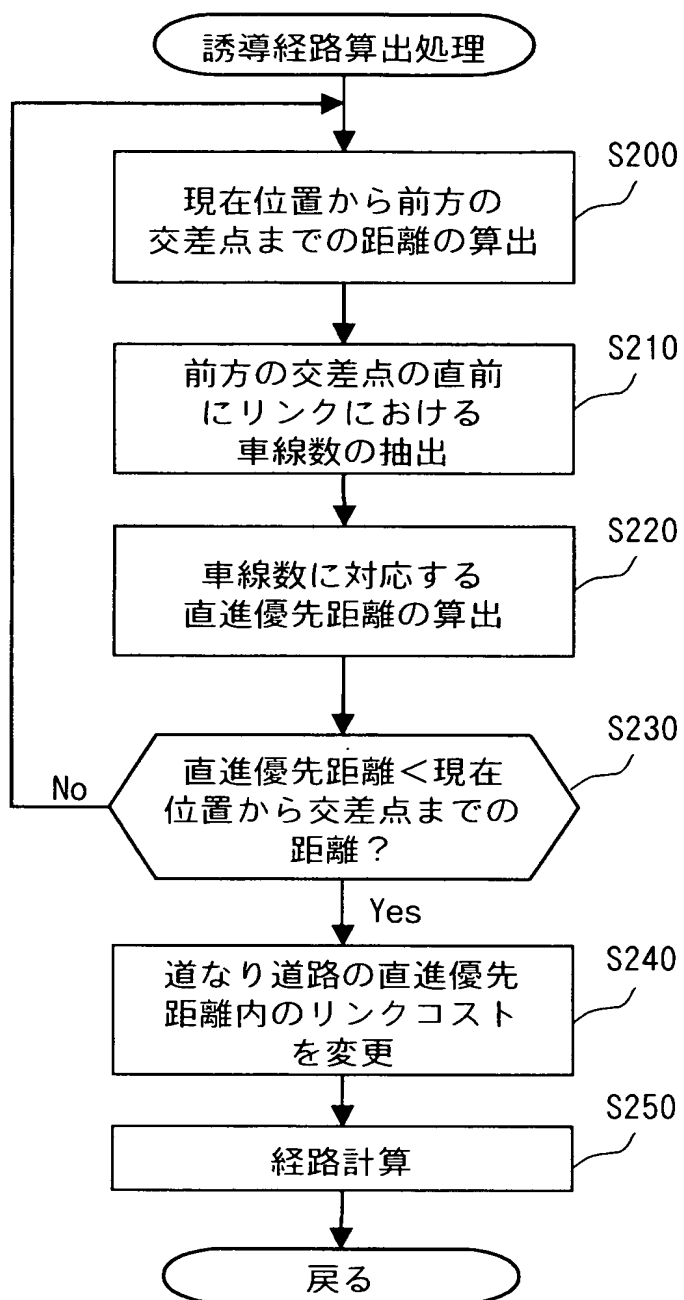 誘導経路算出処理
S200
現在位置から前方の
交差点までの距離の算出
S210
前方の交差点の直前
にリンクにおける
車線数の抽出
S220
車線数に対応する
直進優先距離の算出
S230
直進優先距離<現在
位置から交差点までの
距離?
No
Yes
S240
道なり道路の直進優先
距離内のリンクコスト
を変更
S250
経路計算
戻る